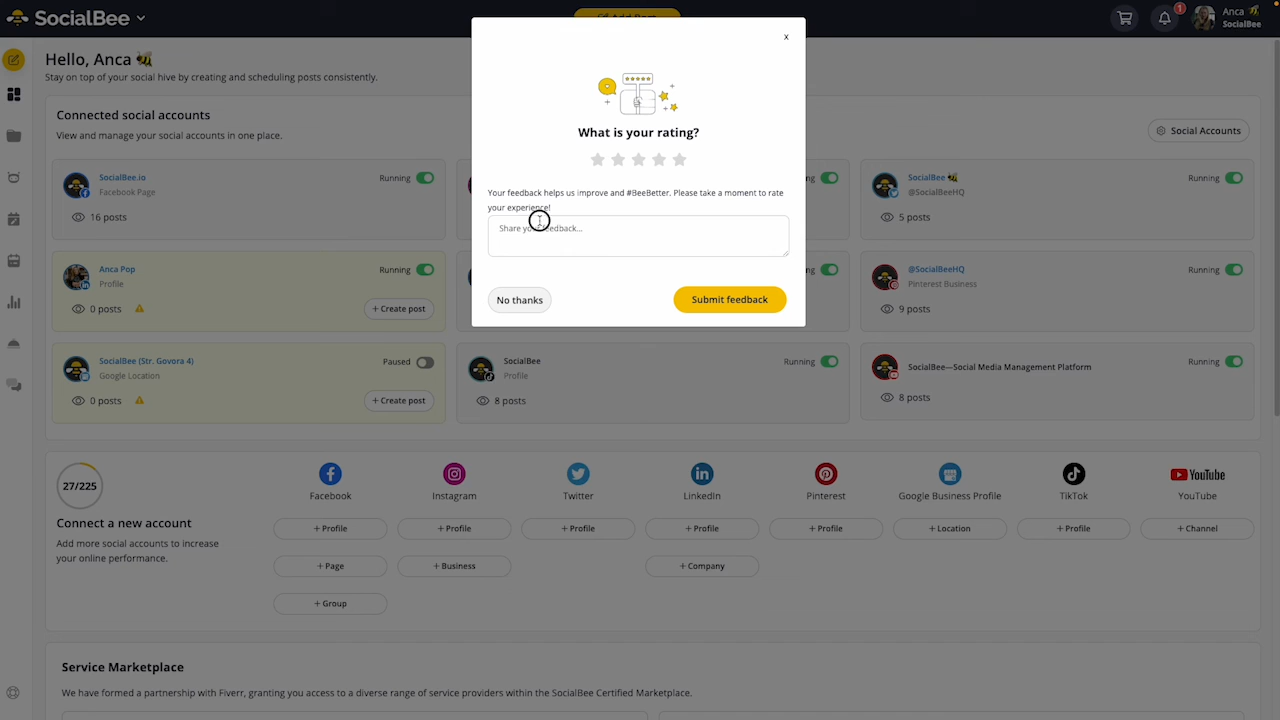 SocialBee
Add Post
1
Anca 🐝
SocialBee
Hello, Anca 🐝
Stay on top of your social hive by creating and scheduling posts consistently.
x
What is your rating?
Your feedback helps us improve and #BeeBetter. Please take a moment to rate
your experience!
Share your feedback...
No thanks
Submit feedback
Connected social accounts
View and manage your social accounts in one place.
Social Accounts
SocialBee.io
Facebook Page
Running
16 posts
SocialBee 🐝
@SocialBeeHQ
Running
5 posts
Anca Pop
Profile
Running
0 posts
+ Create post
@SocialBeeHQ
Pinterest Business
Running
9 posts
SocialBee (Str. Govora 4)
Google Location
Paused
0 posts
+ Create post
SocialBee
Profile
Running
8 posts
SocialBee—Social Media Management Platform
Running
8 posts
27/225
Connect a new account
Add more social accounts to increase
your online performance.
Facebook
+ Profile
+ Page
+ Group
Instagram
+ Profile
+ Business
Twitter
+ Profile
LinkedIn
+ Profile
+ Company
Pinterest
+ Profile
Google Business Profile
+ Location
TikTok
+ Profile
YouTube
YouTube
+ Channel
Service Marketplace
We have formed a partnership with Fiverr, granting you access to a diverse range of service providers within the SocialBee Certified Marketplace.